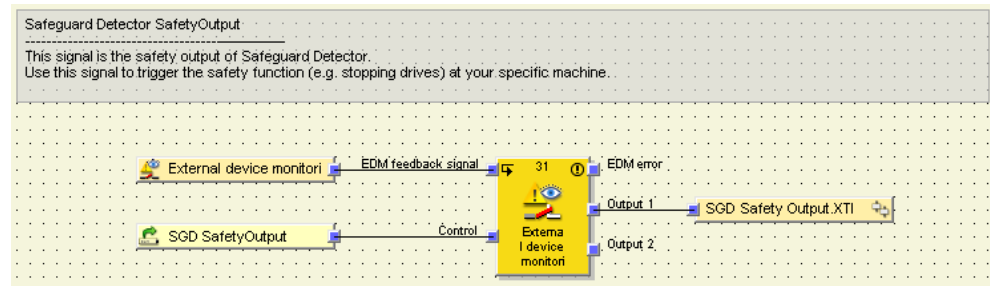 Safeguard Detector SafetyOutput
This signal is the safety output of Safeguard Detector.
Use this signal to trigger the safety function (e.g. stopping drives) at your specific machine.
External device monitori
EDM feedback signal
31
EDM error
Output 1
SGD Safety Output.XTI
SGD SafetyOutput
Control
Externa
l device
monitori
Output 2